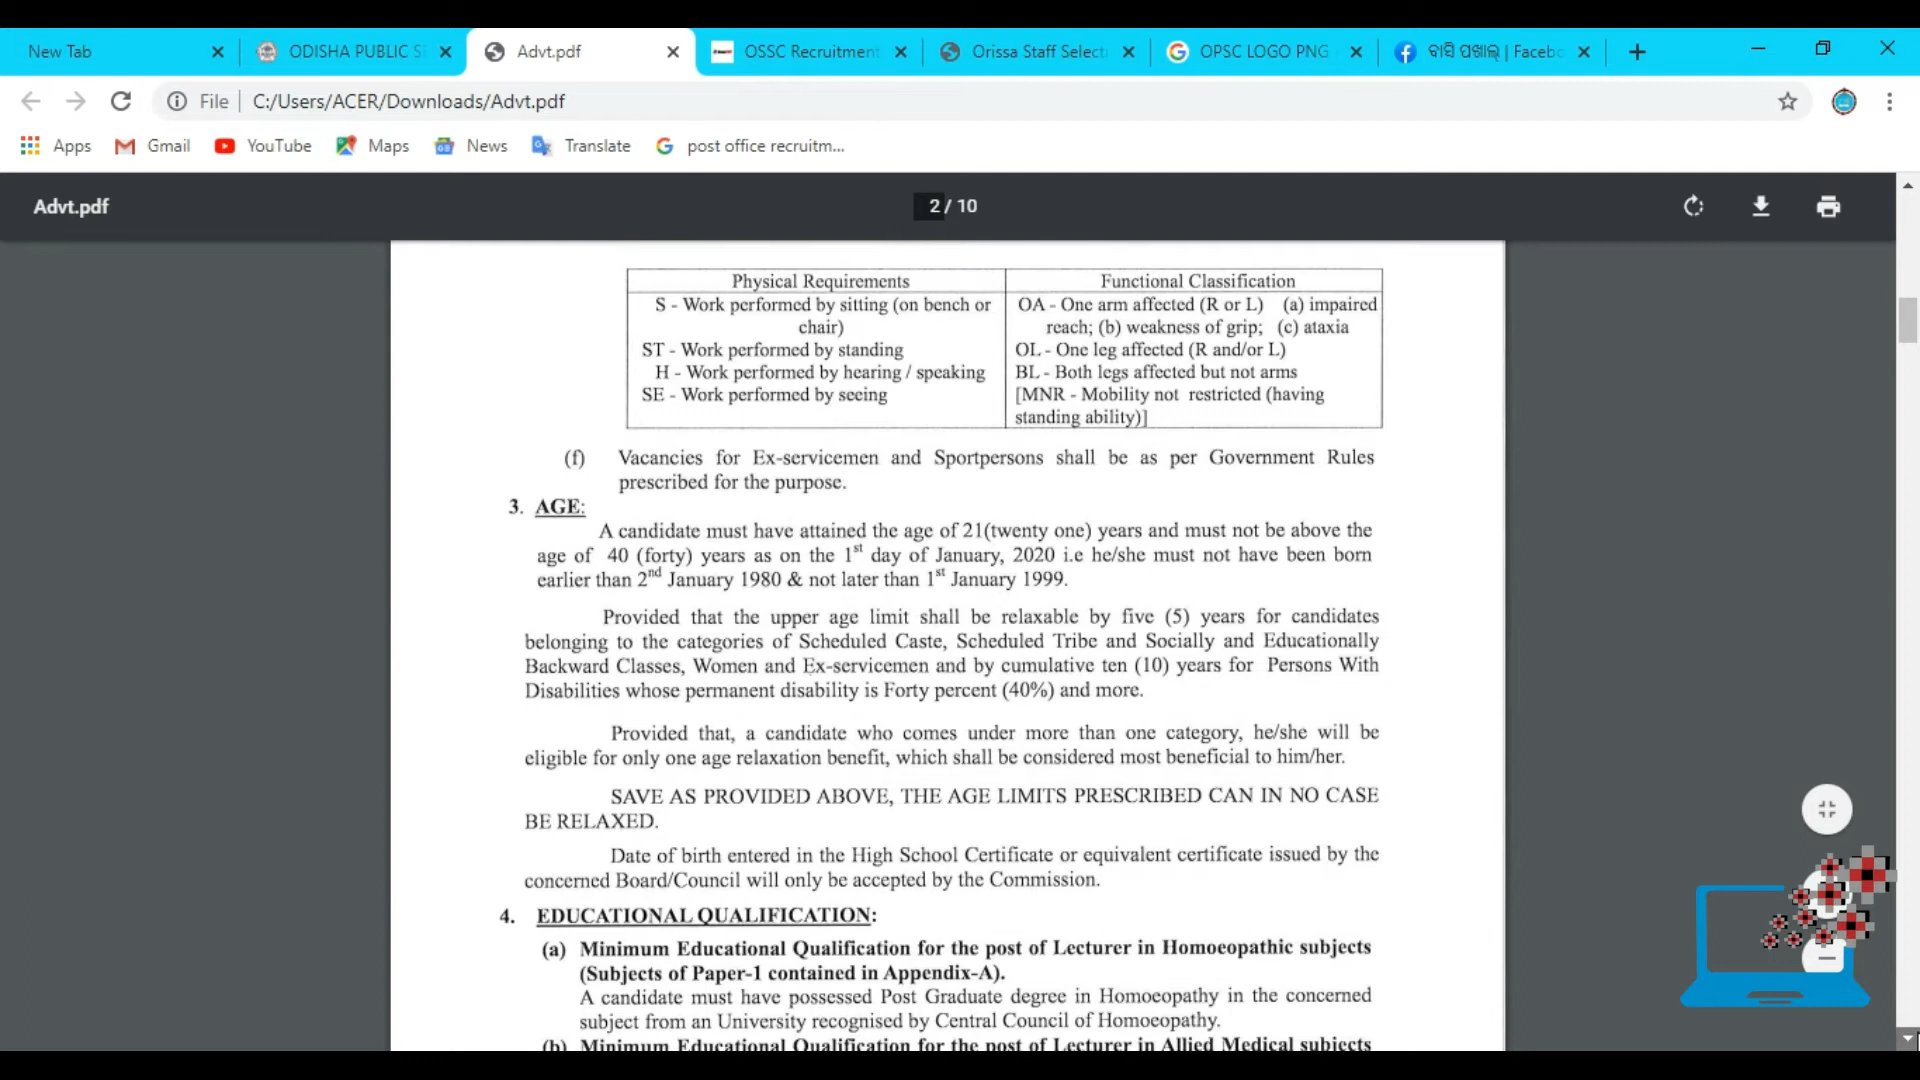 New Tab
ODISHA PUBLIC S
Advt.pdf
OSSC Recruitment
Orissa Staff Select
OPSC LOGO PNG
ବାସି ପଖାଳ୍ | Facebo
File
C:/Users/ACER/Downloads/Advt.pdf
Apps
Gmail
YouTube
Maps
News
Translate
post office recruitm...
Advt.pdf
2 / 10
Physical Requirements
Functional Classification
S - Work performed by sitting (on bench or
chair)
ST - Work performed by standing
H - Work performed by hearing / speaking
SE - Work performed by seeing
OA - One arm affected (R or L) (a) impaired
reach; (b) weakness of grip; (c) ataxia
OL - One leg affected (R and/or L)
BL - Both legs affected but not arms
[MNR - Mobility not restricted (having
standing ability)]
(f) Vacancies for Ex-servicemen and Sportpersons shall be as per Government Rules
prescribed for the purpose.
3. AGE:
A candidate must have attained the age of 21(twenty one) years and must not be above the
age of 40 (forty) years as on the 1st day of January, 2020 i.e he/she must not have been born
earlier than 2nd January 1980 & not later than 1st January 1999.
Provided that the upper age limit shall be relaxable by five (5) years for candidates
belonging to the categories of Scheduled Caste, Scheduled Tribe and Socially and Educationally
Backward Classes, Women and Ex-servicemen and by cumulative ten (10) years for Persons With
Disabilities whose permanent disability is Forty percent (40%) and more.
Provided that, a candidate who comes under more than one category, he/she will be
eligible for only one age relaxation benefit, which shall be considered most beneficial to him/her.
SAVE AS PROVIDED ABOVE, THE AGE LIMITS PRESCRIBED CAN IN NO CASE
BE RELAXED.
Date of birth entered in the High School Certificate or equivalent certificate issued by the
concerned Board/Council will only be accepted by the Commission.
4. EDUCATIONAL QUALIFICATION:
(a) Minimum Educational Qualification for the post of Lecturer in Homoeopathic subjects
(Subjects of Paper-1 contained in Appendix-A).
A candidate must have possessed Post Graduate degree in Homoeopathy in the concerned
subject from an University recognised by Central Council of Homoeopathy.
(b) Minimum Educational Qualification for the post of Lecturer in Allied Medical subjects